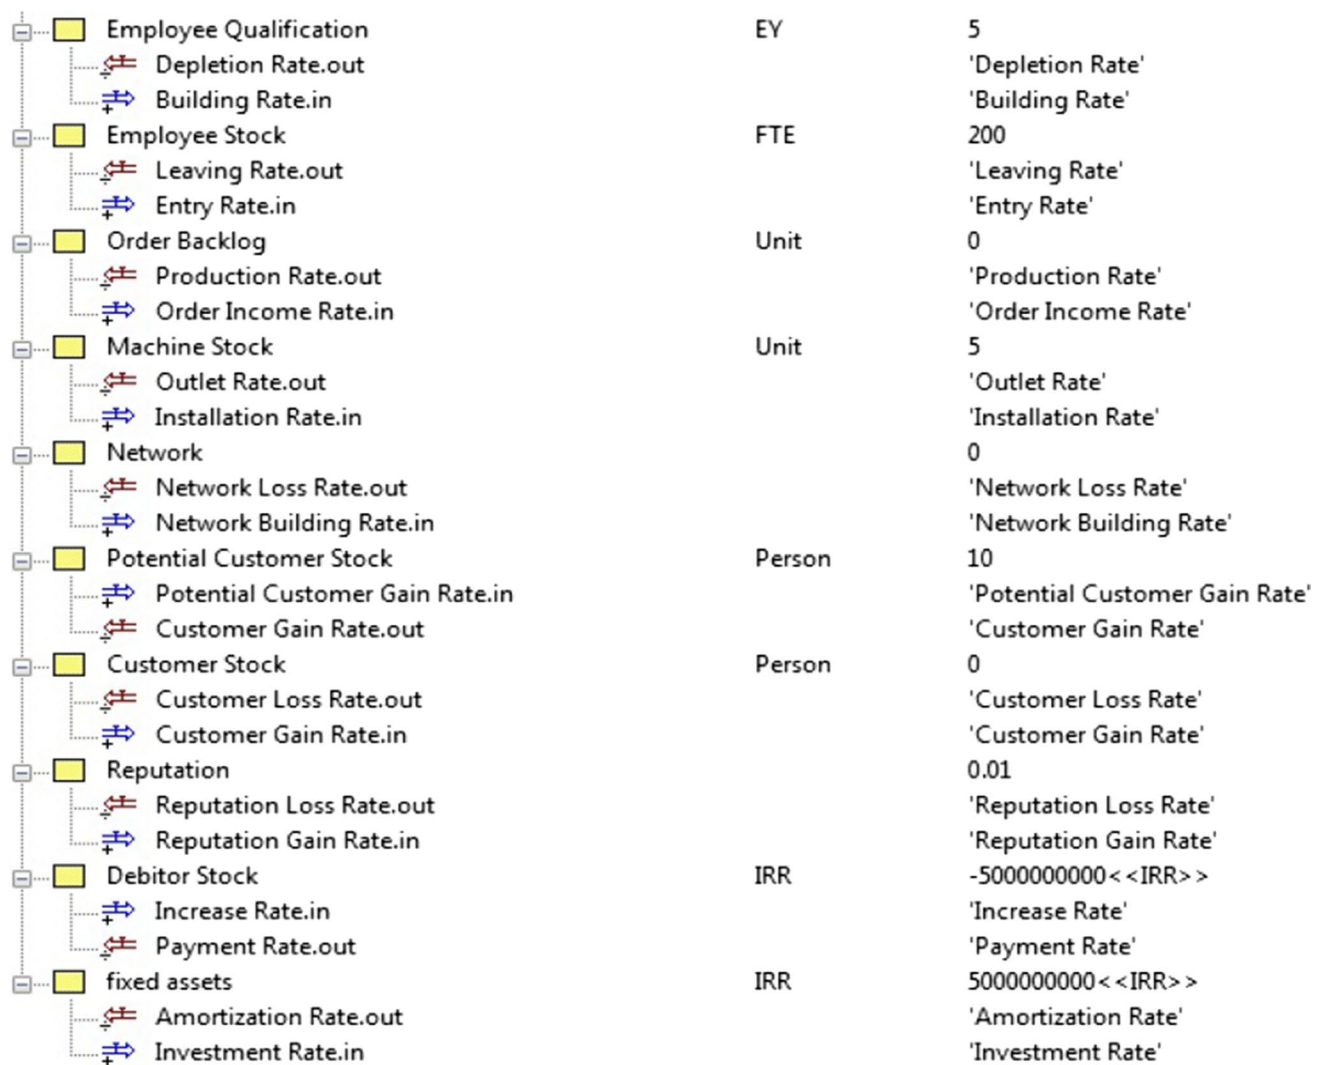 Employee Qualification EY 5
Depletion Rate.out 'Depletion Rate'
Building Rate.in 'Building Rate'
Employee Stock FTE 200
Leaving Rate.out 'Leaving Rate'
Entry Rate.in 'Entry Rate'
Order Backlog Unit 0
Production Rate.out 'Production Rate'
Order Income Rate.in 'Order Income Rate'
Machine Stock Unit 5
Outlet Rate.out 'Outlet Rate'
Installation Rate.in 'Installation Rate'
Network 0
Network Loss Rate.out 'Network Loss Rate'
Network Building Rate.in 'Network Building Rate'
Potential Customer Stock Person 10
Potential Customer Gain Rate.in 'Potential Customer Gain Rate'
Customer Gain Rate.out 'Customer Gain Rate'
Customer Stock Person 0
Customer Loss Rate.out 'Customer Loss Rate'
Customer Gain Rate.in 'Customer Gain Rate'
Reputation 0.01
Reputation Loss Rate.out 'Reputation Loss Rate'
Reputation Gain Rate.in 'Reputation Gain Rate'
Debitor Stock IRR -5000000000<<IRR>>
Increase Rate.in 'Increase Rate'
Payment Rate.out 'Payment Rate'
fixed assets IRR 5000000000<<IRR>>
Amortization Rate.out 'Amortization Rate'
Investment Rate.in 'Investment Rate'